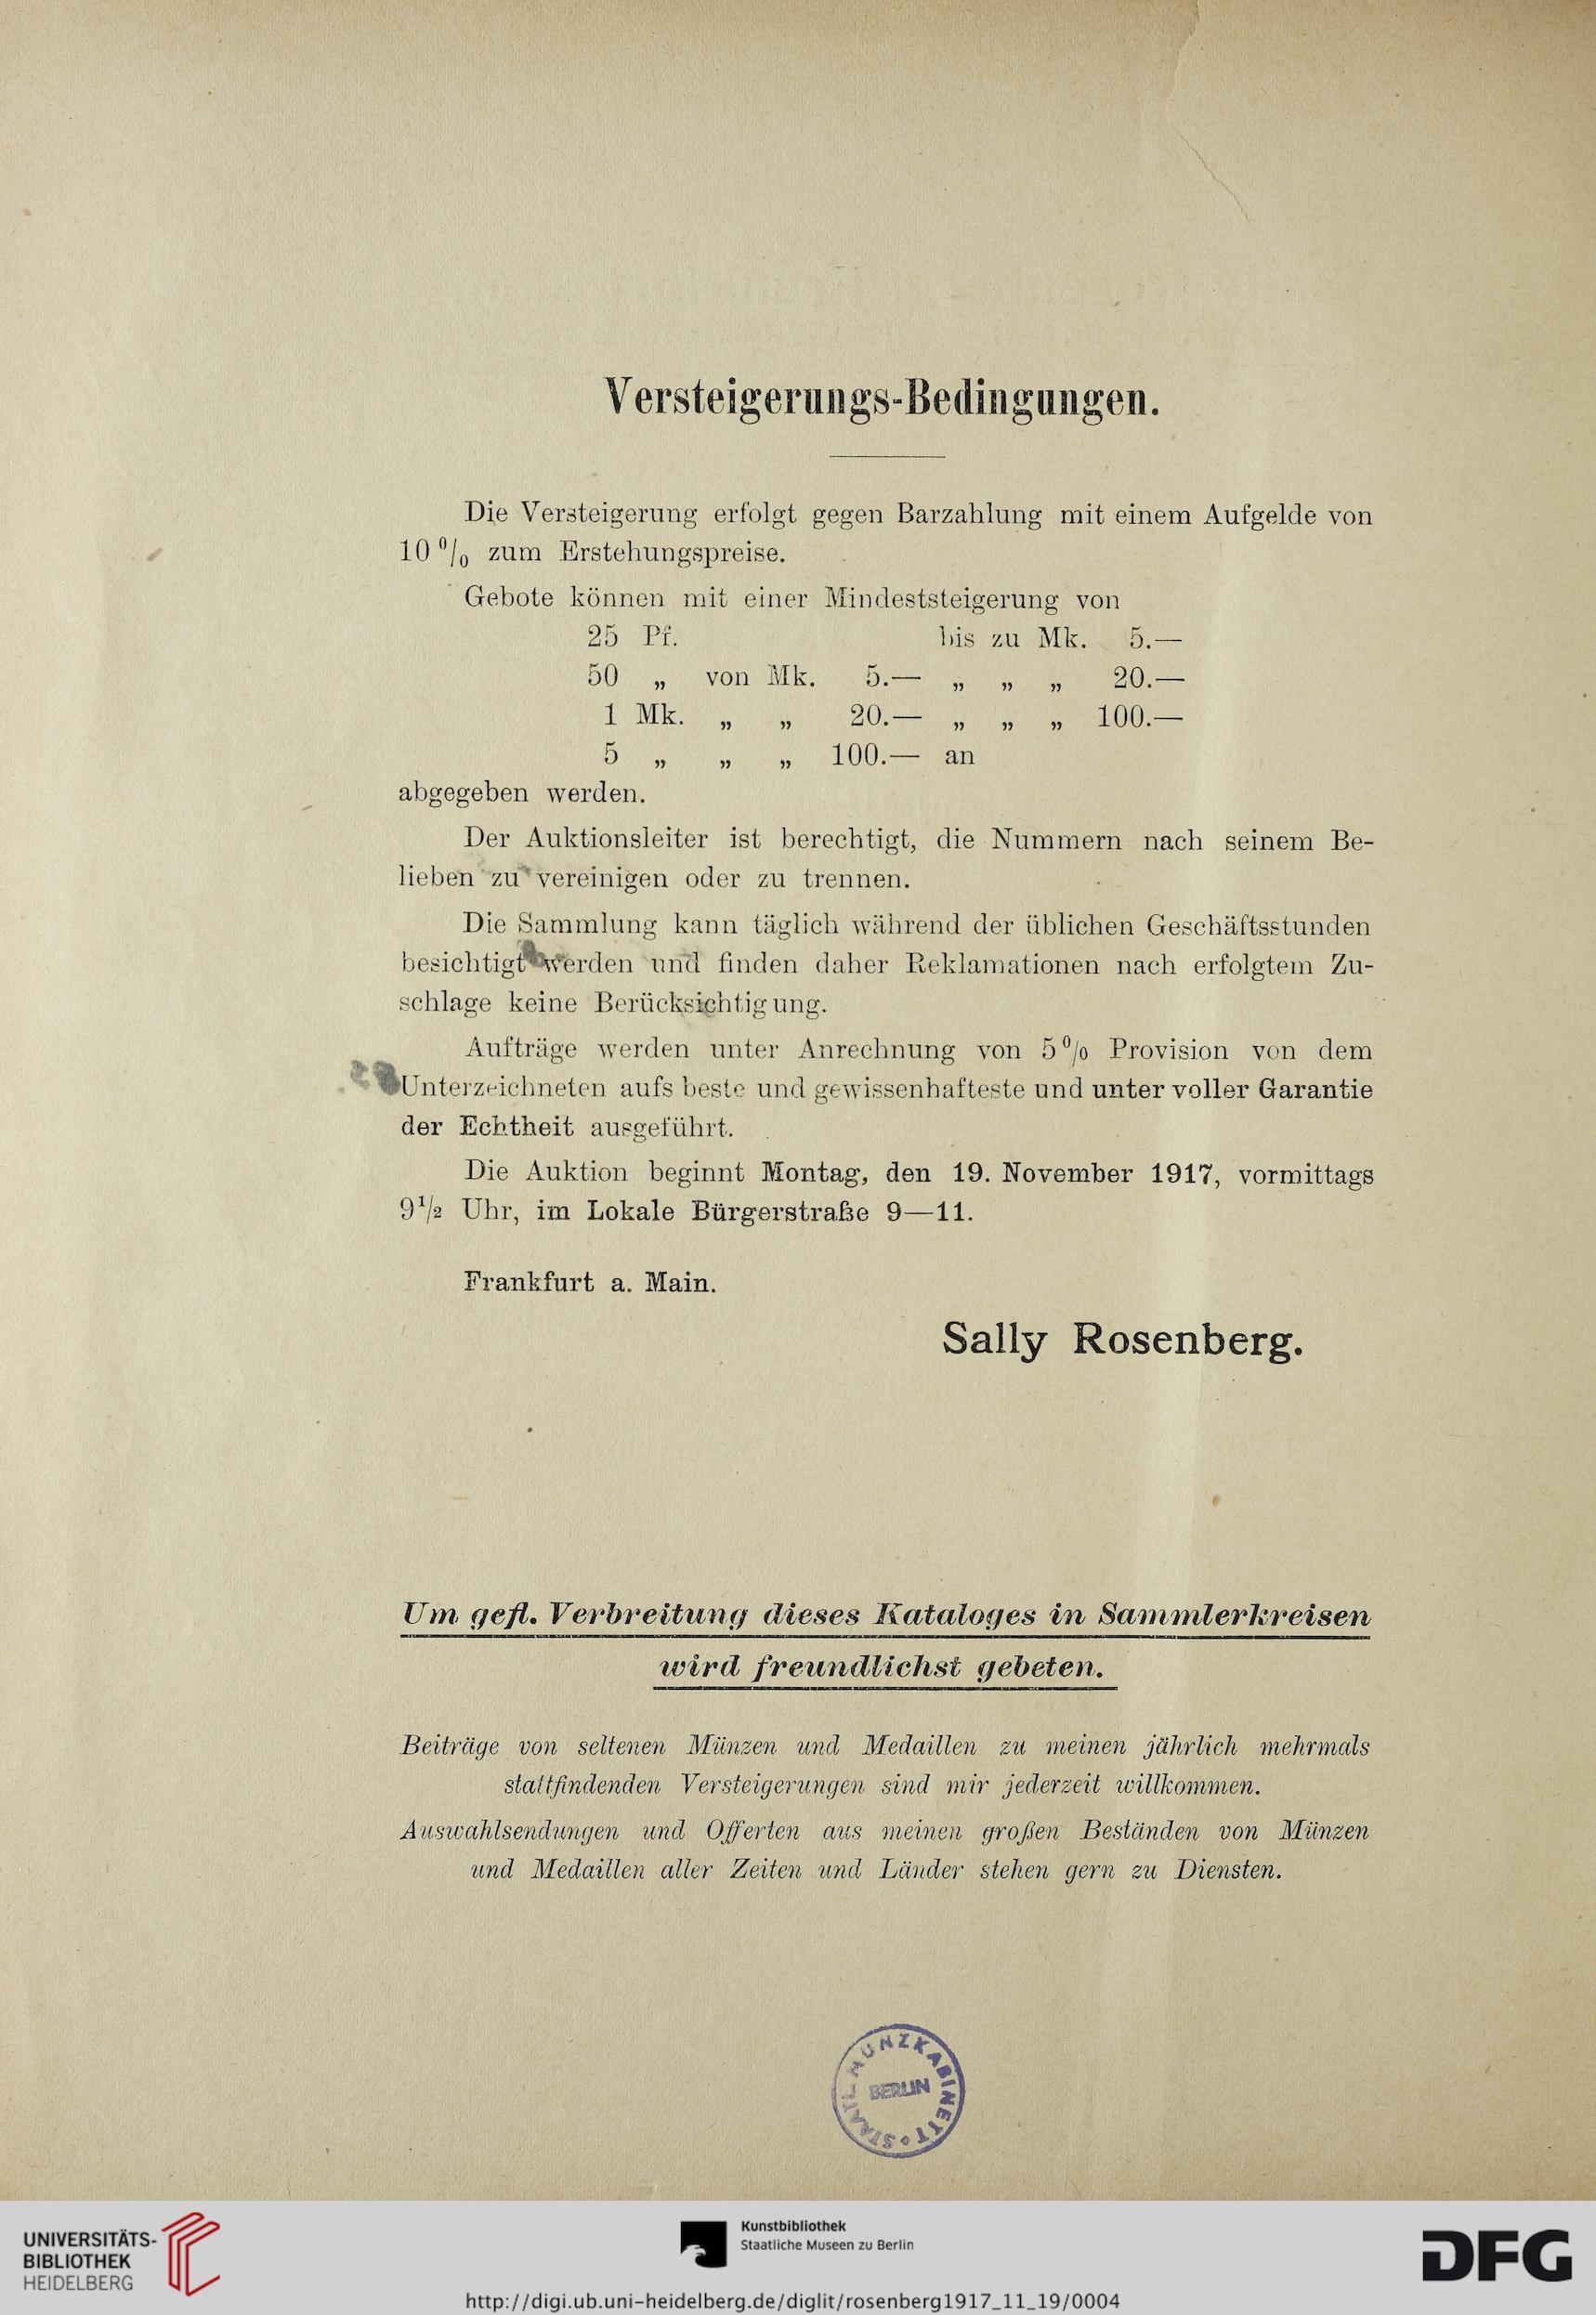 Versteigerungs-Bedingungen.
Die Versteigerung erfolgt gegen Barzahlung mit einem Aufgelde von
10 % zum Erstehungspreise.
Gebote können mit einer Mindeststeigerung von
25 Pf. bis zu Mk. 5.—
50 „ von Mk. 5.— „ „ „ 20.—
1 Mk. „ „ 20.— „ „ „ 100.—
5 „ „ „ 100.— an
abgegeben werden.
Der Auktionsleiter ist berechtigt, die Nummern nach seinem Be-
lieben zu vereinigen oder zu trennen.
Die Sammlung kann täglich während der üblichen Geschäftsstunden
besichtigt werden und finden daher Reklamationen nach erfolgtem Zu-
schlage keine Berücksichtigung.
Aufträge werden unter Anrechnung von 5% Provision von dem
Unterzeichneten aufs beste und gewissenhafteste und unter voller Garantie
der Echtheit ausgeführt.
Die Auktion beginnt Montag, den 19. November 1917, vormittags
9½ Uhr, im Lokale Bürgerstraße 9—11.
Frankfurt a. Main.
Sally Rosenberg.
Um gefl. Verbreitung dieses Kataloges in Sammlerkreisen
wird freundlichst gebeten.
Beiträge von seltenen Münzen und Medaillen zu meinen jährlich mehrmals
stattfindenden Versteigerungen sind mir jederzeit willkommen.
Auswahlsendungen und Offerten aus meinen großen Beständen von Münzen
und Medaillen aller Zeiten und Länder stehen gern zu Diensten.
STAATL. MÜNZKABINETT
BERLIN
UNIVERSITÄTS-
BIBLIOTHEK
HEIDELBERG
Kunstbibliothek
Staatliche Museen zu Berlin
DFG
http://digi.ub.uni-heidelberg.de/diglit/rosenberg1917_11_19/0004